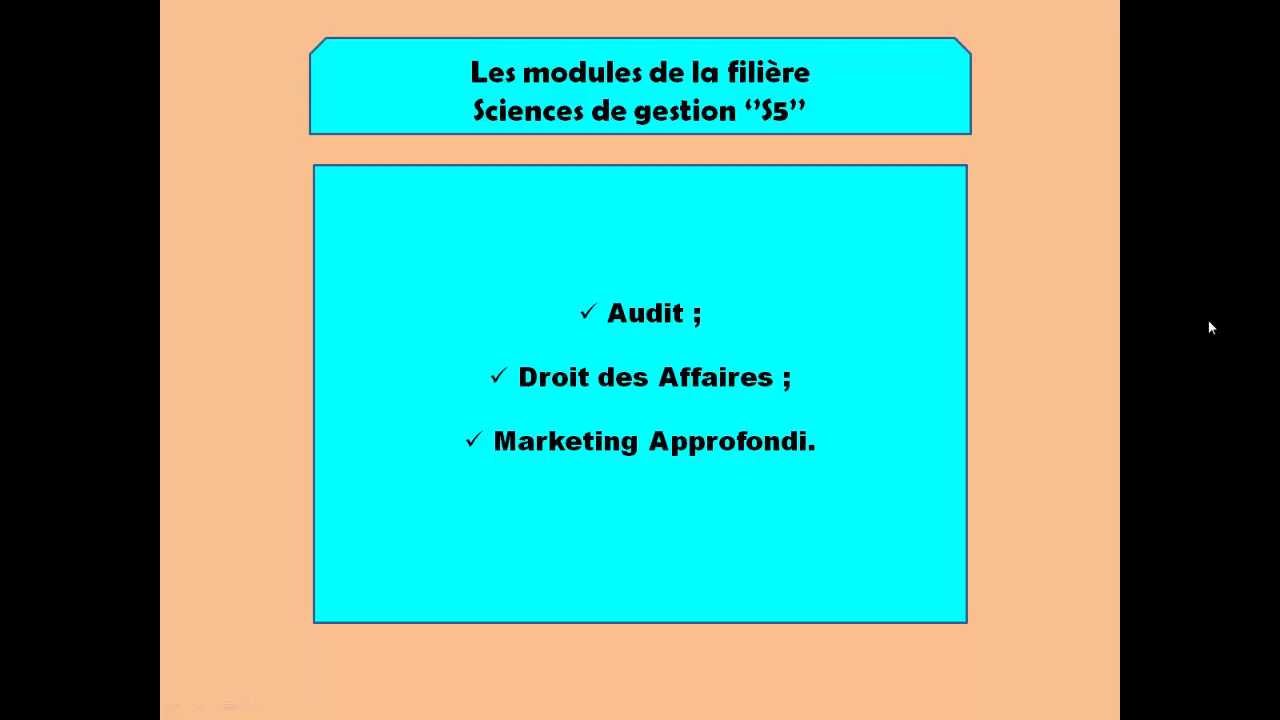 Les modules de la filière
Sciences de gestion ‘’S5’’
✓ Audit ;
✓ Droit des Affaires ;
✓ Marketing Approfondi.